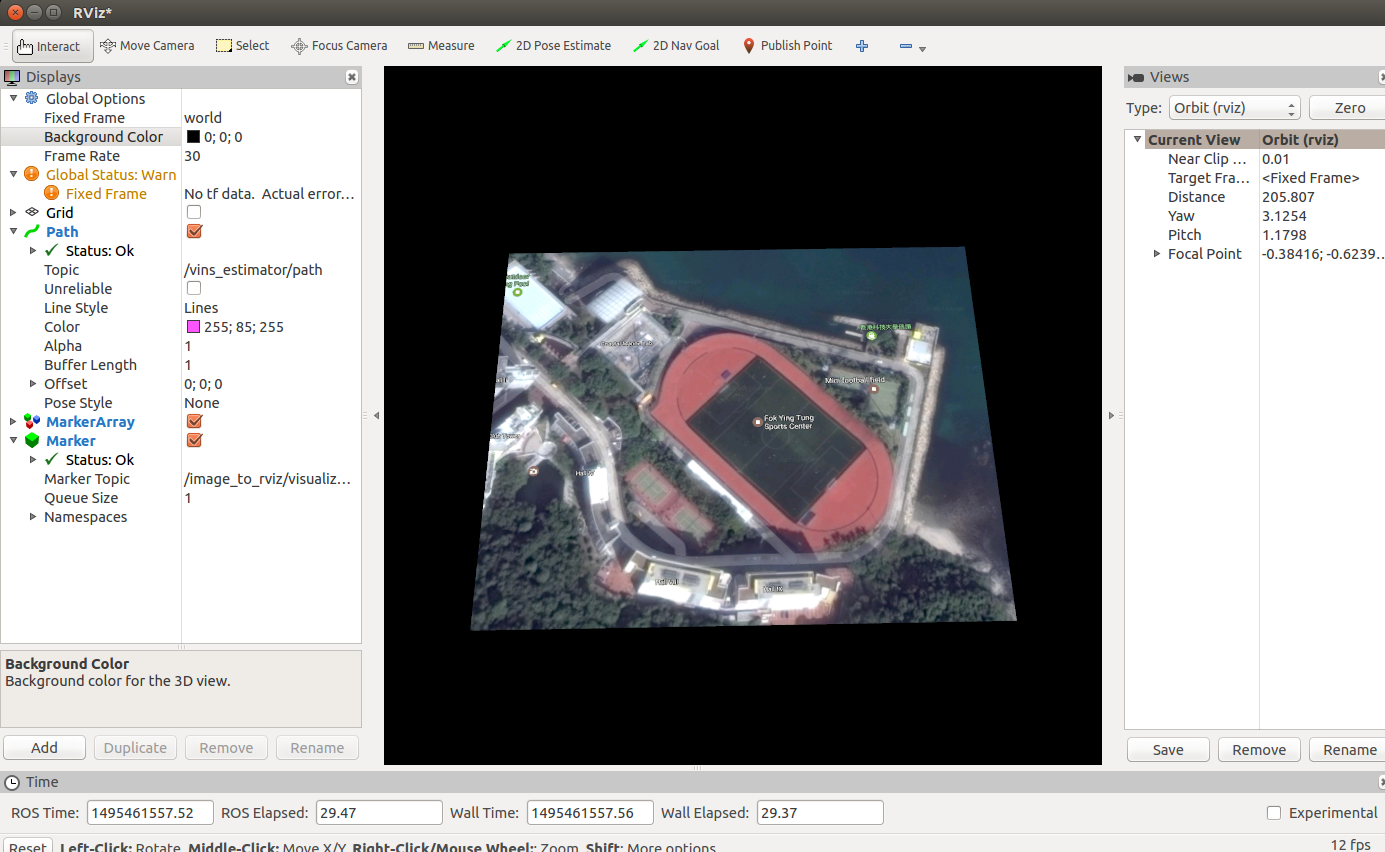 RViz*
Interact
Move Camera
Select
Focus Camera
Measure
2D Pose Estimate
2D Nav Goal
Publish Point
Displays
Global Options
Fixed Frame world
Background Color 0; 0; 0
Frame Rate 30
Global Status: Warn
Fixed Frame No tf data. Actual error...
Grid
Path
Status: Ok
Topic /vins_estimator/path
Unreliable
Line Style Lines
Color 255; 85; 255
Alpha 1
Buffer Length 1
Offset 0; 0; 0
Pose Style None
MarkerArray
Marker
Status: Ok
Marker Topic /image_to_rviz/visualiz...
Queue Size 1
Namespaces
Background Color
Background color for the 3D view.
Add
Duplicate
Remove
Rename
Fok Ying Tung
Sports Center
Views
Type: Orbit (rviz) Zero
Current View Orbit (rviz)
Near Clip ... 0.01
Target Fra... <Fixed Frame>
Distance 205.807
Yaw 3.1254
Pitch 1.1798
Focal Point -0.38416; -0.6239...
Save
Remove
Rename
Time
ROS Time: 1495461557.52
ROS Elapsed: 29.47
Wall Time: 1495461557.56
Wall Elapsed: 29.37
Experimental
Reset
Left-Click: Rotate. Middle-Click: Move X/Y. Right-Click/Mouse Wheel:: Zoom. Shift: More options.
12 fps